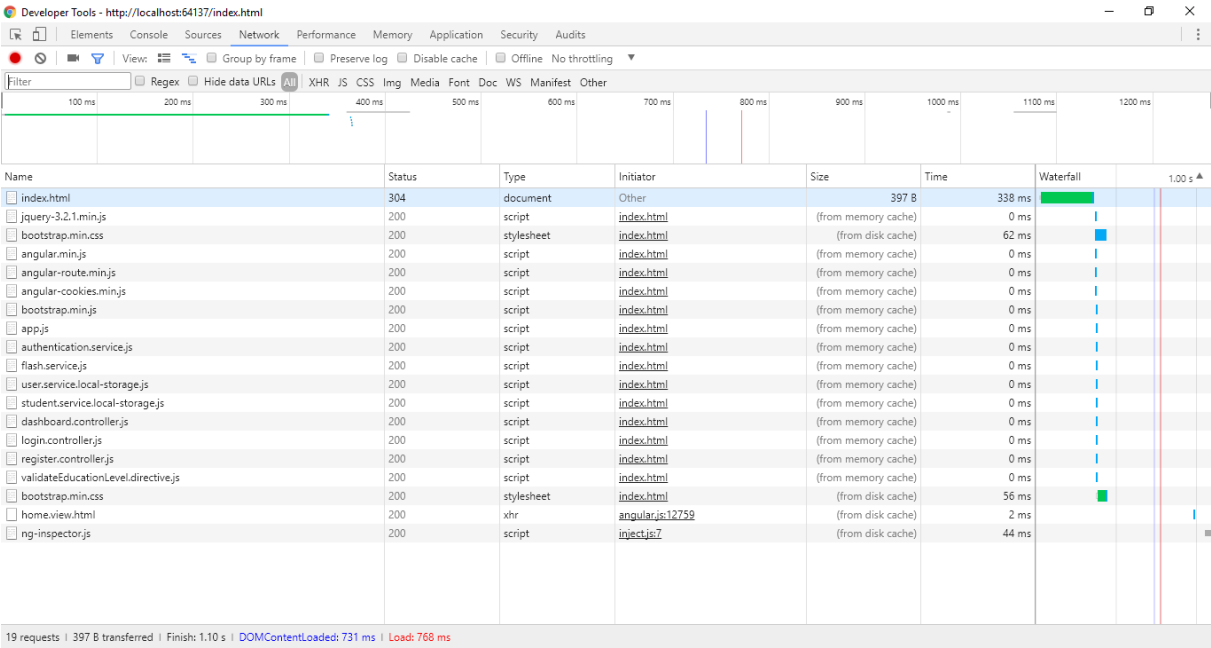 Developer Tools - http://localhost:64137/index.html
Elements Console Sources Network Performance Memory Application Security Audits
View: Group by frame Preserve log Disable cache Offline No throttling ▼
Filter Regex Hide data URLs All XHR JS CSS Img Media Font Doc WS Manifest Other
100 ms 200 ms 300 ms 400 ms 500 ms 600 ms 700 ms 800 ms 900 ms 1000 ms 1100 ms 1200 ms
Name Status Type Initiator Size Time Waterfall 1.00 s ▲
index.html 304 document Other 397 B 338 ms
jquery-3.2.1.min.js 200 script index.html (from memory cache) 0 ms
bootstrap.min.css 200 stylesheet index.html (from disk cache) 62 ms
angular.min.js 200 script index.html (from memory cache) 0 ms
angular-route.min.js 200 script index.html (from memory cache) 0 ms
angular-cookies.min.js 200 script index.html (from memory cache) 0 ms
bootstrap.min.js 200 script index.html (from memory cache) 0 ms
app.js 200 script index.html (from memory cache) 0 ms
authentication.service.js 200 script index.html (from memory cache) 0 ms
flash.service.js 200 script index.html (from memory cache) 0 ms
user.service.local-storage.js 200 script index.html (from memory cache) 0 ms
student.service.local-storage.js 200 script index.html (from memory cache) 0 ms
dashboard.controller.js 200 script index.html (from memory cache) 0 ms
login.controller.js 200 script index.html (from memory cache) 0 ms
register.controller.js 200 script index.html (from memory cache) 0 ms
validateEducationLevel.directive.js 200 script index.html (from memory cache) 0 ms
bootstrap.min.css 200 stylesheet index.html (from disk cache) 56 ms
home.view.html 200 xhr angular.js:12759 (from disk cache) 2 ms
ng-inspector.js 200 script inject.js:7 (from disk cache) 44 ms
19 requests | 397 B transferred | Finish: 1.10 s | DOMContentLoaded: 731 ms | Load: 768 ms